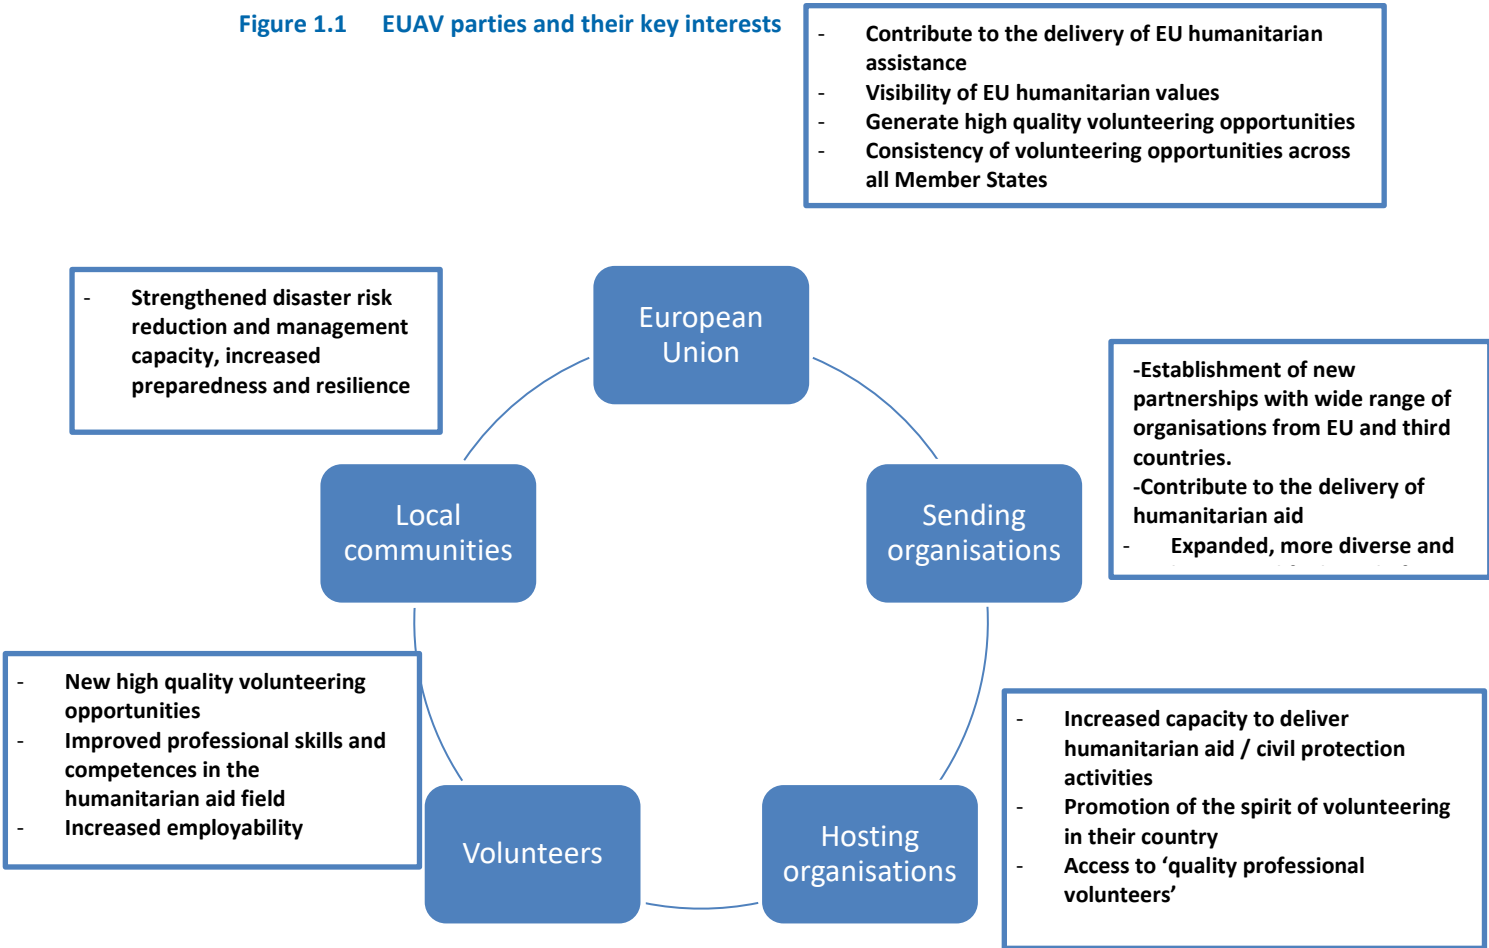 Figure 1.1 EUAV parties and their key interests
- Contribute to the delivery of EU humanitarian
assistance
- Visibility of EU humanitarian values
- Generate high quality volunteering opportunities
- Consistency of volunteering opportunities across
all Member States
European
Union
- Strengthened disaster risk
reduction and management
capacity, increased
preparedness and resilience
-Establishment of new
partnerships with wide range of
organisations from EU and third
countries.
-Contribute to the delivery of
humanitarian aid
- Expanded, more diverse and
Local
communities
Sending
organisations
- New high quality volunteering
opportunities
- Improved professional skills and
competences in the
humanitarian aid field
- Increased employability
- Increased capacity to deliver
humanitarian aid / civil protection
activities
- Promotion of the spirit of volunteering
in their country
- Access to ‘quality professional
volunteers’
Volunteers
Hosting
organisations